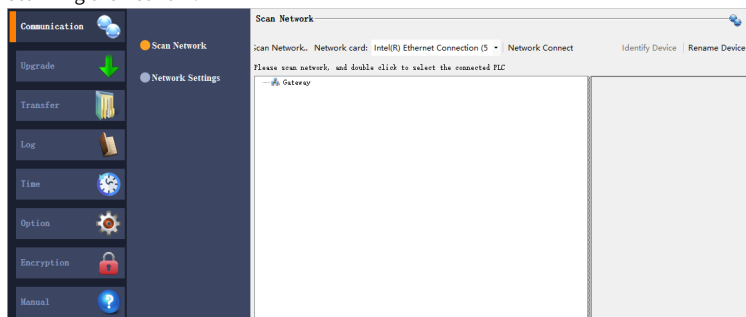 Communication
Upgrade
Transfer
Log
Time
Option
Encryption
Manual
Scan Network
Network Settings
Scan Network
Scan Network.. Network card: Intel(R) Ethernet Connection (5 Network Connect Identify Device Rename Device
Please scan network, and double click to select the connected PLC
Gateway